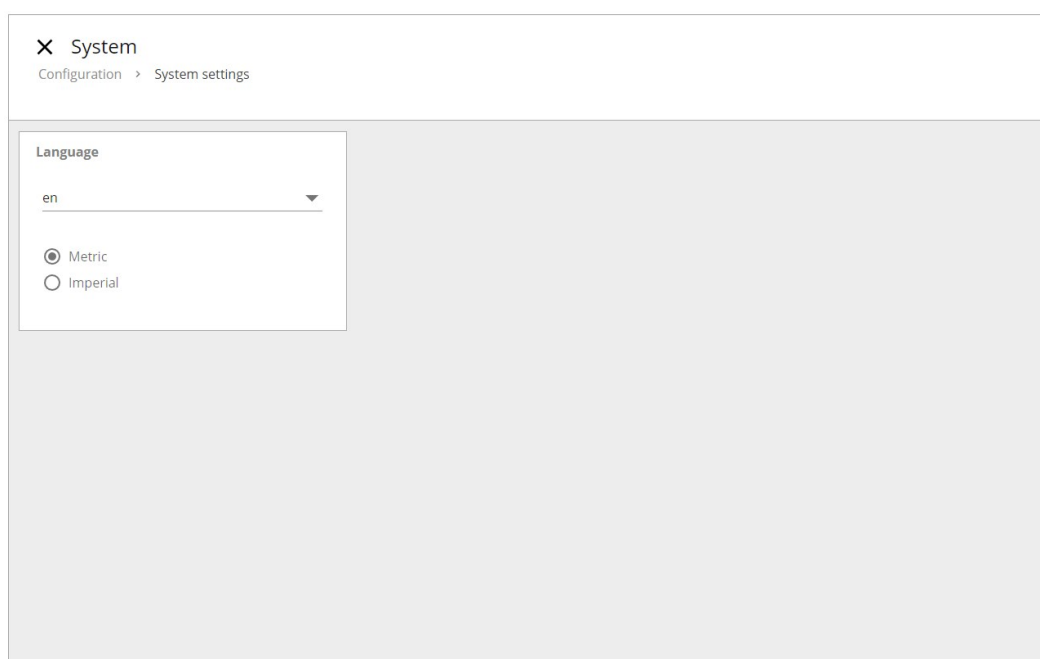 System
Configuration > System settings
Language
en
Metric
Imperial